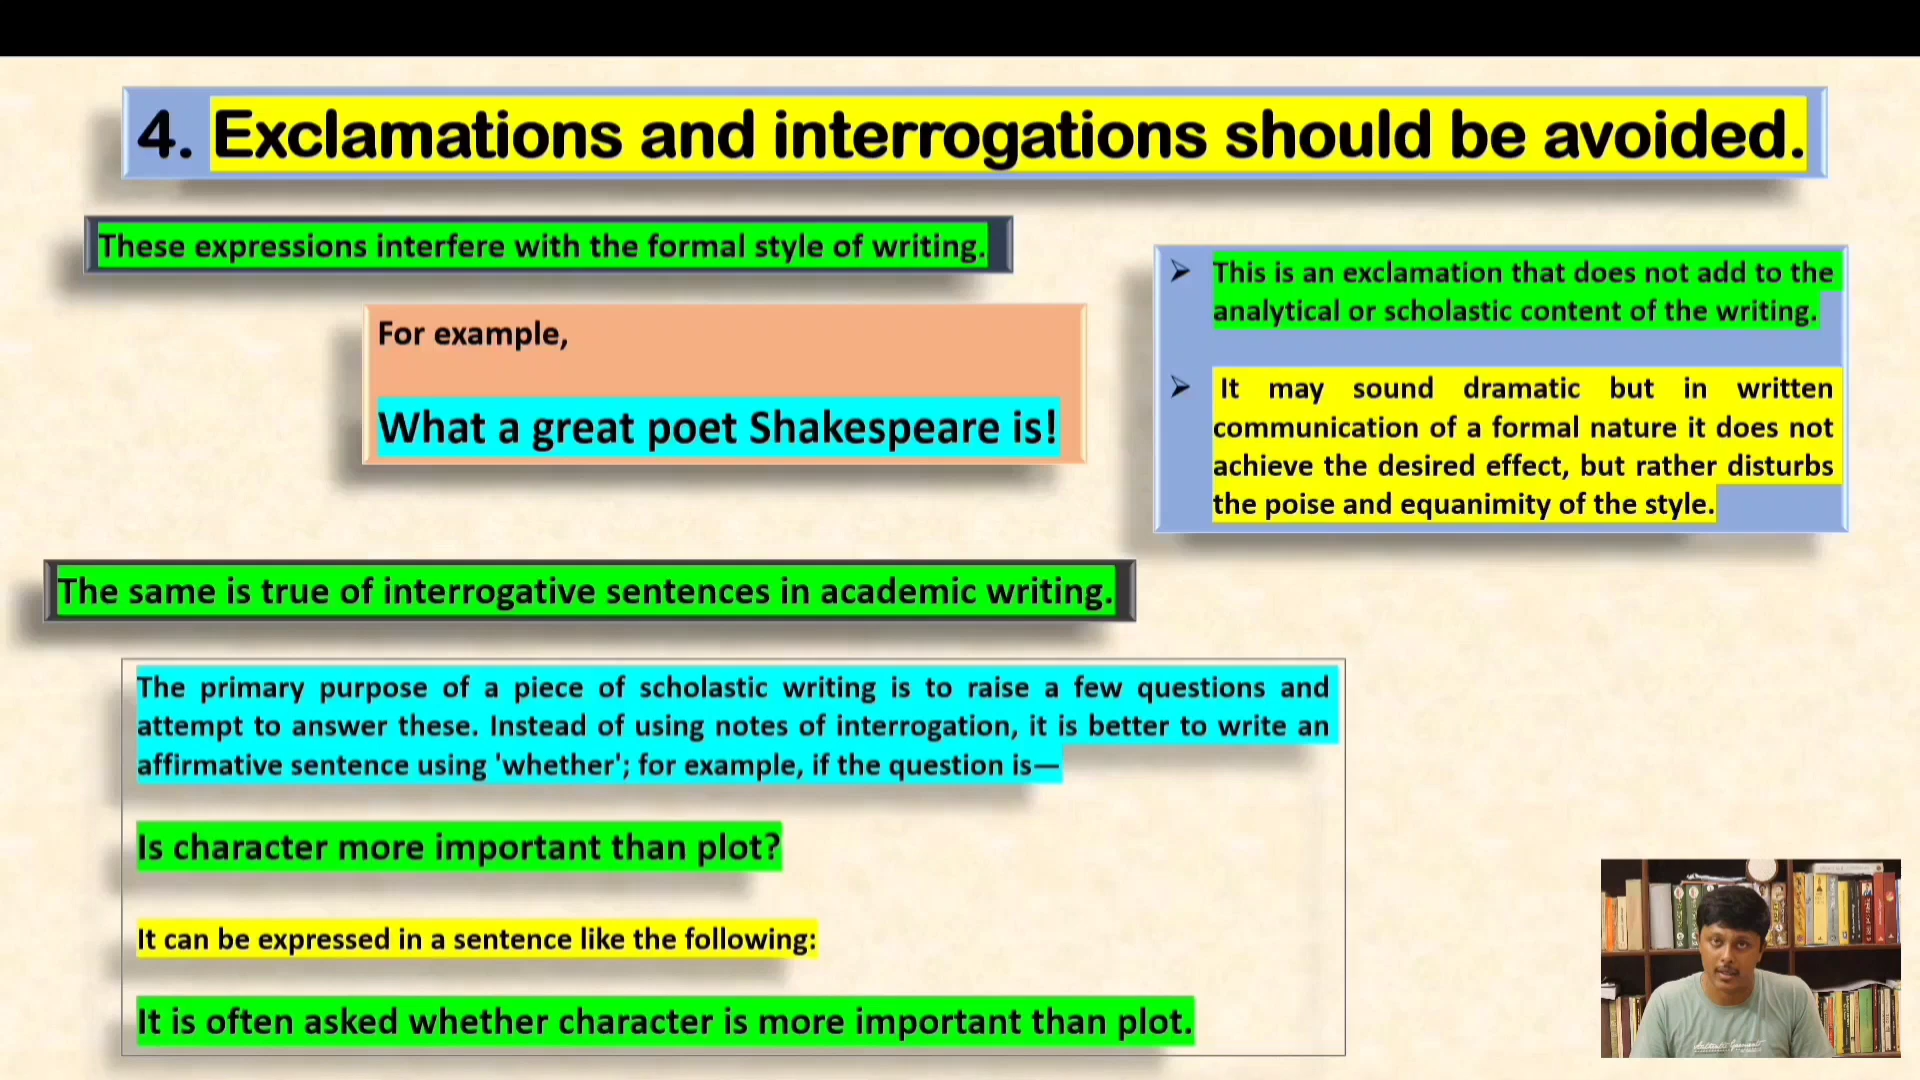 4. Exclamations and interrogations should be avoided.
These expressions interfere with the formal style of writing.
For example,
What a great poet Shakespeare is!
➢ This is an exclamation that does not add to the
analytical or scholastic content of the writing.
➢ It may sound dramatic but in written
communication of a formal nature it does not
achieve the desired effect, but rather disturbs
the poise and equanimity of the style.
The same is true of interrogative sentences in academic writing.
The primary purpose of a piece of scholastic writing is to raise a few questions and
attempt to answer these. Instead of using notes of interrogation, it is better to write an
affirmative sentence using 'whether'; for example, if the question is—
Is character more important than plot?
It can be expressed in a sentence like the following:
It is often asked whether character is more important than plot.